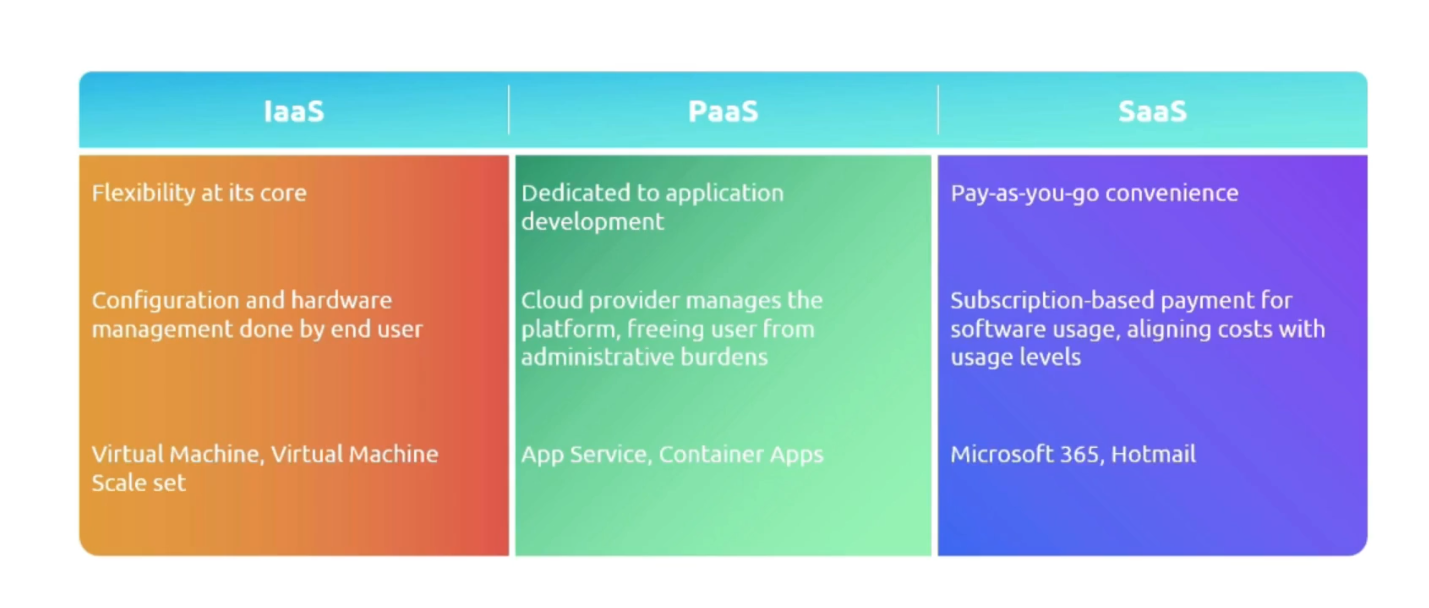 IaaS
PaaS
SaaS
Flexibility at its core
Dedicated to application
development
Pay-as-you-go convenience
Configuration and hardware
management done by end user
Cloud provider manages the
platform, freeing user from
administrative burdens
Subscription-based payment for
software usage, aligning costs with
usage levels
Virtual Machine, Virtual Machine
Scale set
App Service, Container Apps
Microsoft 365, Hotmail